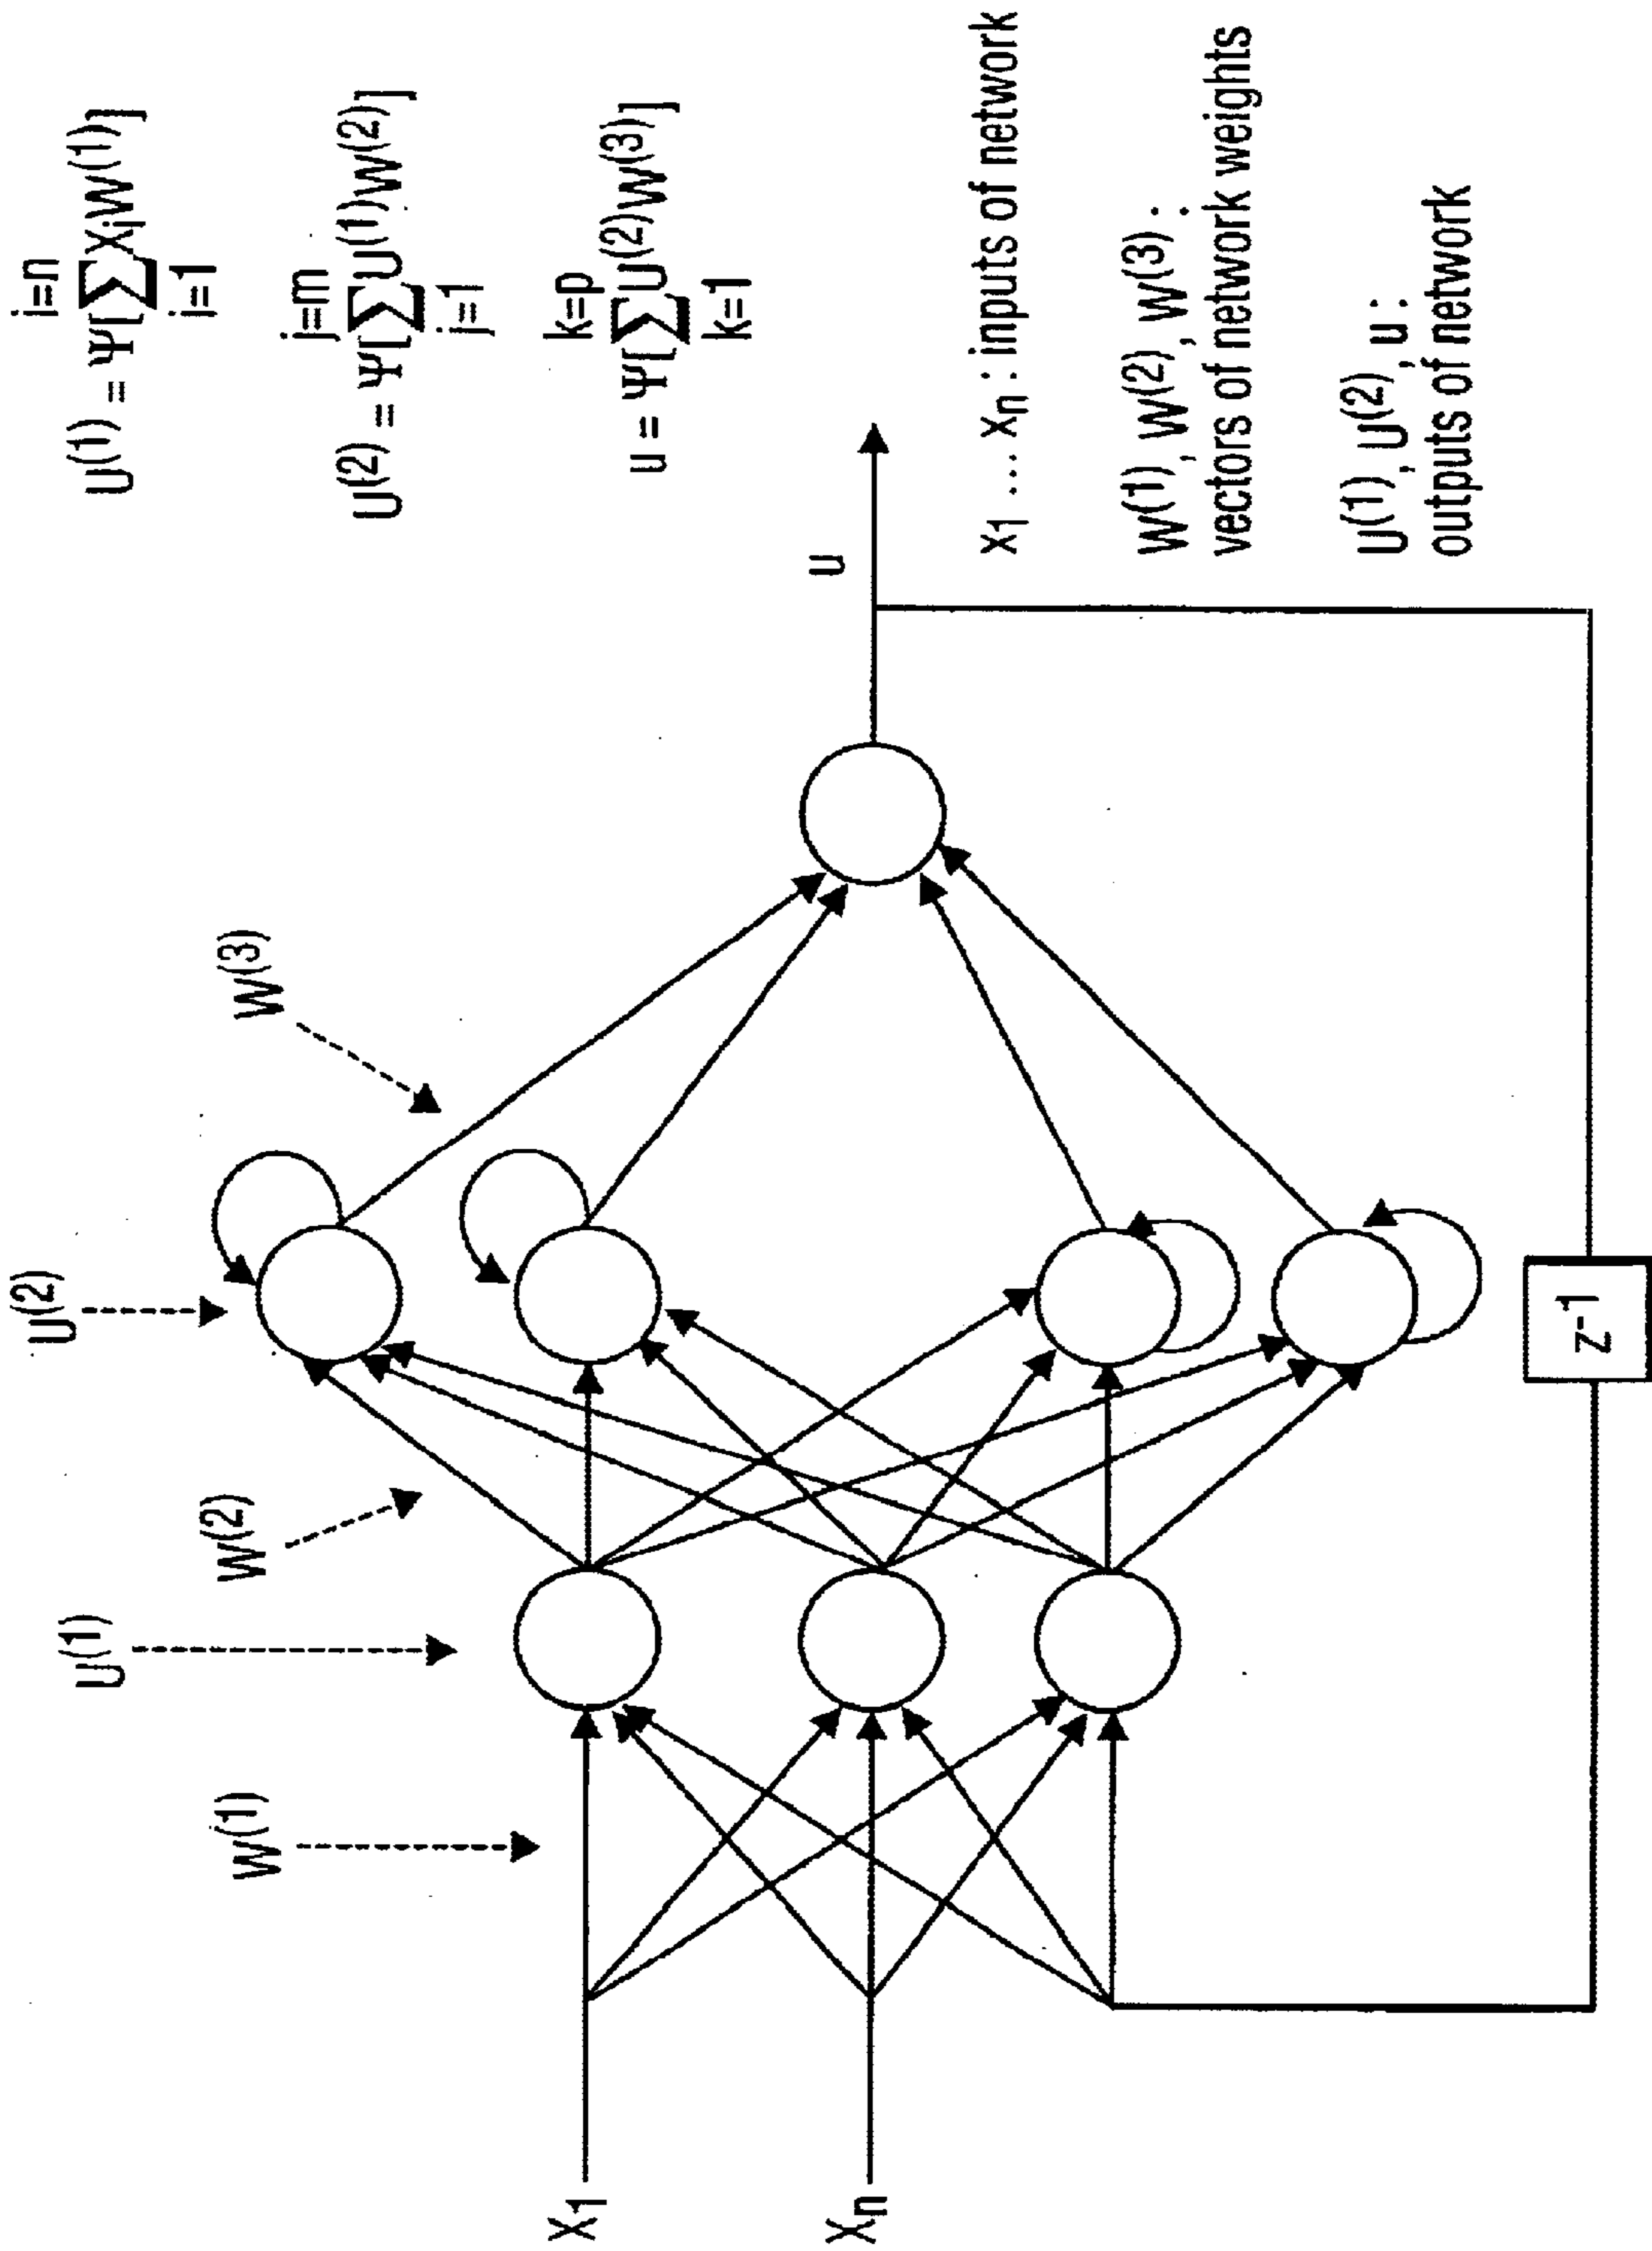 i=n
U(1) = Ψ[∑XiW(1)]
i=1
j=m
U(2) = Ψ[∑U(1)W(2)]
j=1
k=p
u = Ψ[∑U(2)W(3)]
k=1
x1 ... xn : inputs of network
W(1), W(2), W(3) :
vectors of network weights
U(1), U(2), u :
outputs of network
U(2)
W(3)
W(2)
U(1)
W(1)
u
X1
Xn
z-1